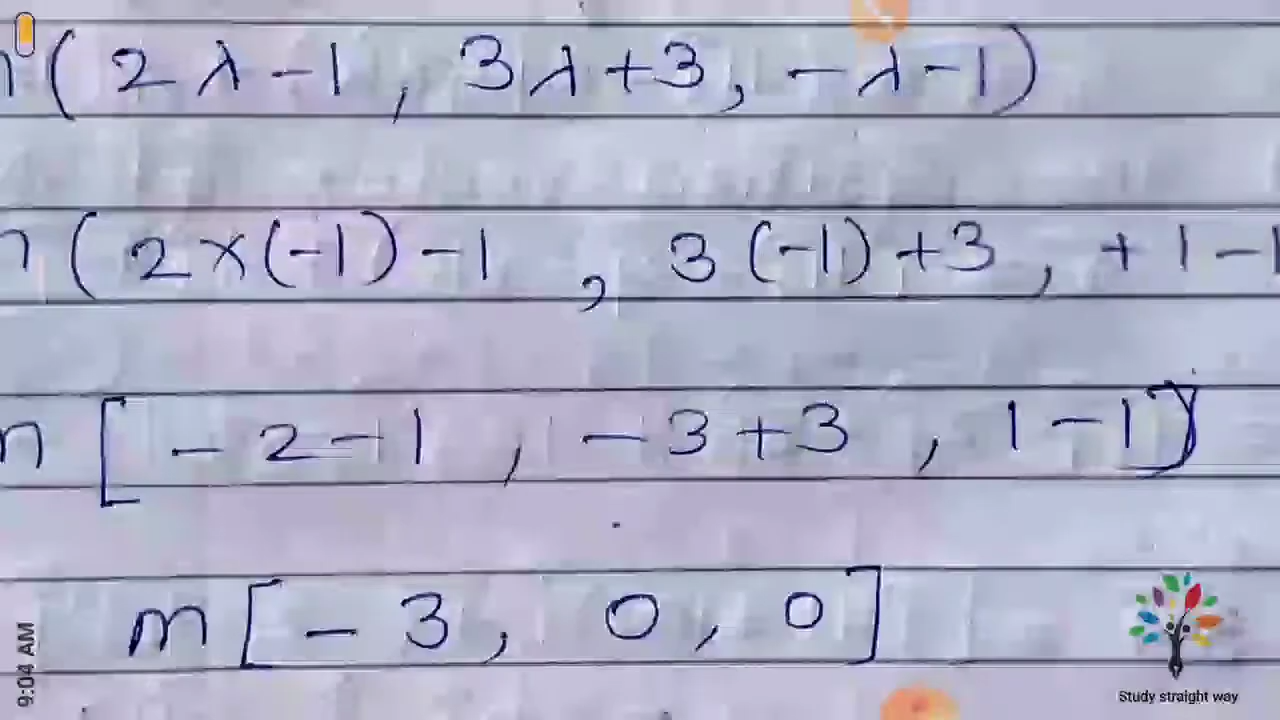 m(2λ-1, 3λ+3, -λ-1)
m(2×(-1)-1, 3(-1)+3, +1-1
m[-2-1, -3+3, 1-1]
m[-3, 0, 0]
9:04 AM
Study straight way